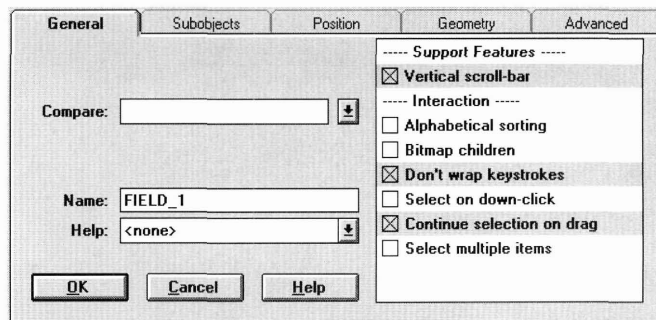 General Subobjects Position Geometry Advanced
Compare:
Name: FIELD_1
Help: <none>
OK Cancel Help
----- Support Features -----
Vertical scroll-bar
----- Interaction -----
Alphabetical sorting
Bitmap children
Don't wrap keystrokes
Select on down-click
Continue selection on drag
Select multiple items